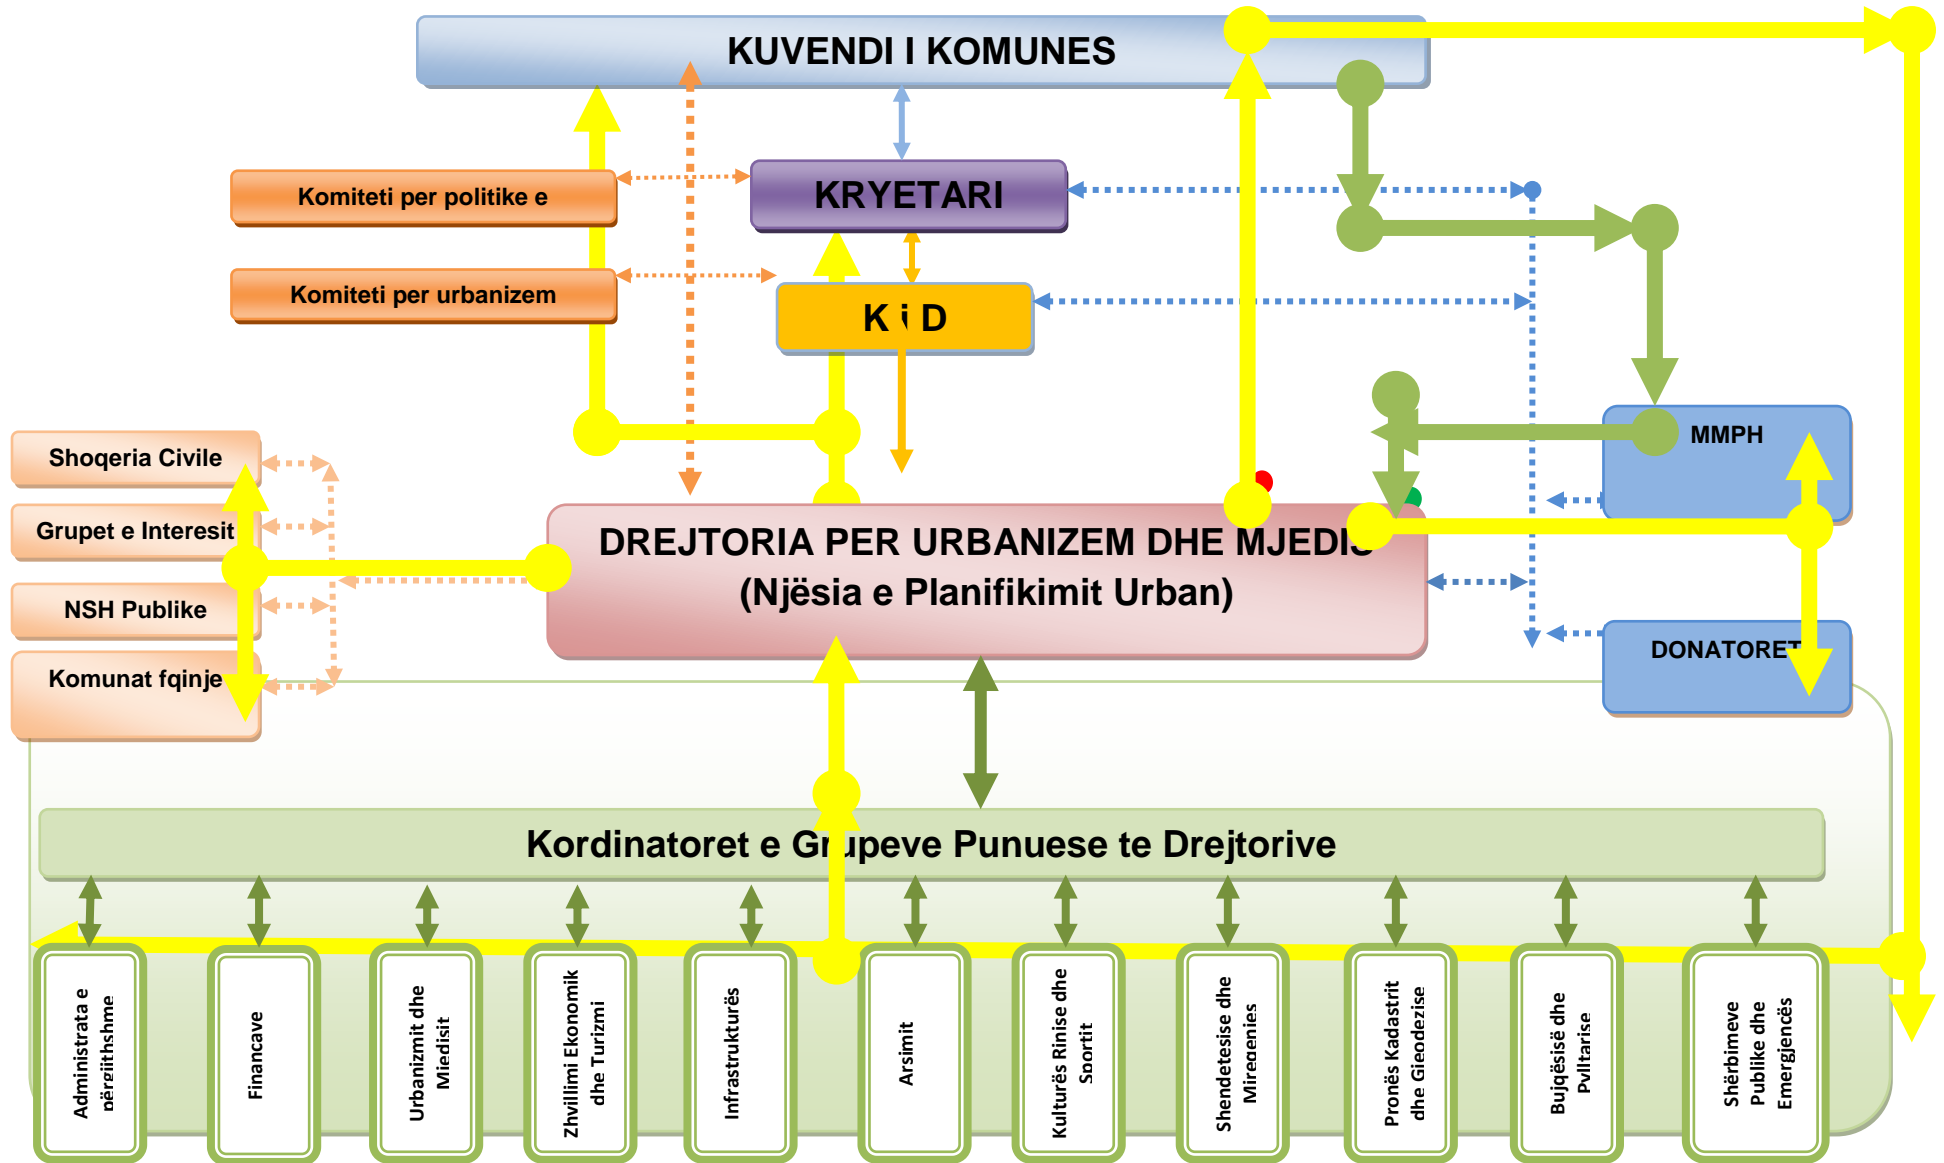 KUVENDI I KOMUNES
KRYETARI
Komiteti per politike e
Komiteti per urbanizem
K i D
Shoqeria Civile
Grupet e Interesit
NSH Publike
Komunat fqinje
MMPH
DONATORET
DREJTORIA PER URBANIZEM DHE MJEDIS
(Njësia e Planifikimit Urban)
Kordinatoret e Grupeve Punuese te Drejtorive
Administrata e
përgjithshme
Financave
Urbanizmit dhe
Mjedisit
Zhvillimi Ekonomik
dhe Turizmi
Infrastrukturës
Arsimit
Kulturës Rinise dhe
Sportit
Shendetesise dhe
Mireqenies
Pronës Kadastrit
dhe Gjeodezise
Bujqësisë dhe
Pylltarise
Shërbimeve
Publike dhe
Emergjencës